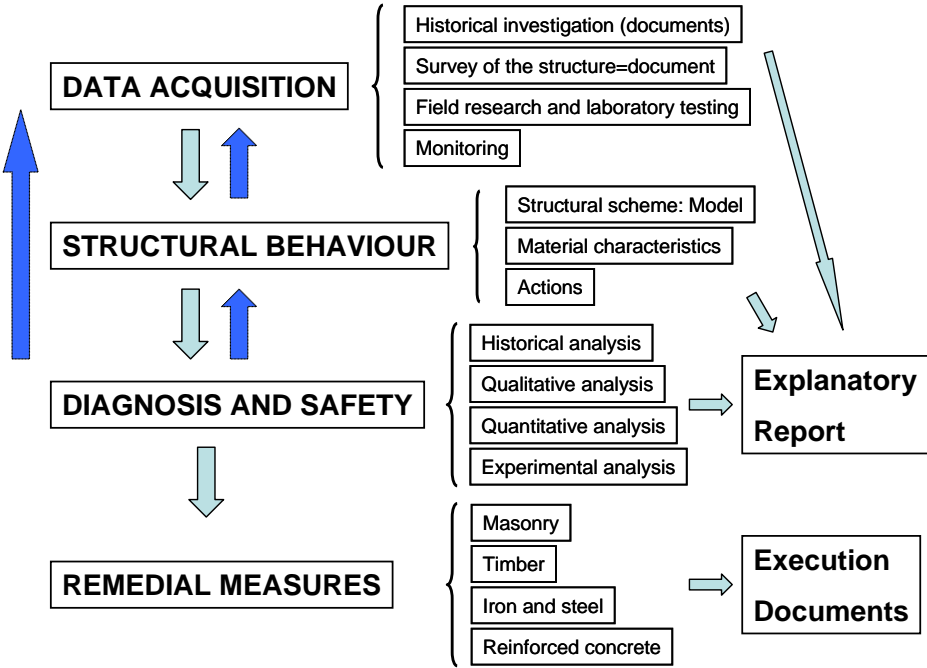 DATA ACQUISITION
Historical investigation (documents)
Survey of the structure=document
Field research and laboratory testing
Monitoring
STRUCTURAL BEHAVIOUR
Structural scheme: Model
Material characteristics
Actions
DIAGNOSIS AND SAFETY
Historical analysis
Qualitative analysis
Quantitative analysis
Experimental analysis
Explanatory
Report
REMEDIAL MEASURES
Masonry
Timber
Iron and steel
Reinforced concrete
Execution
Documents